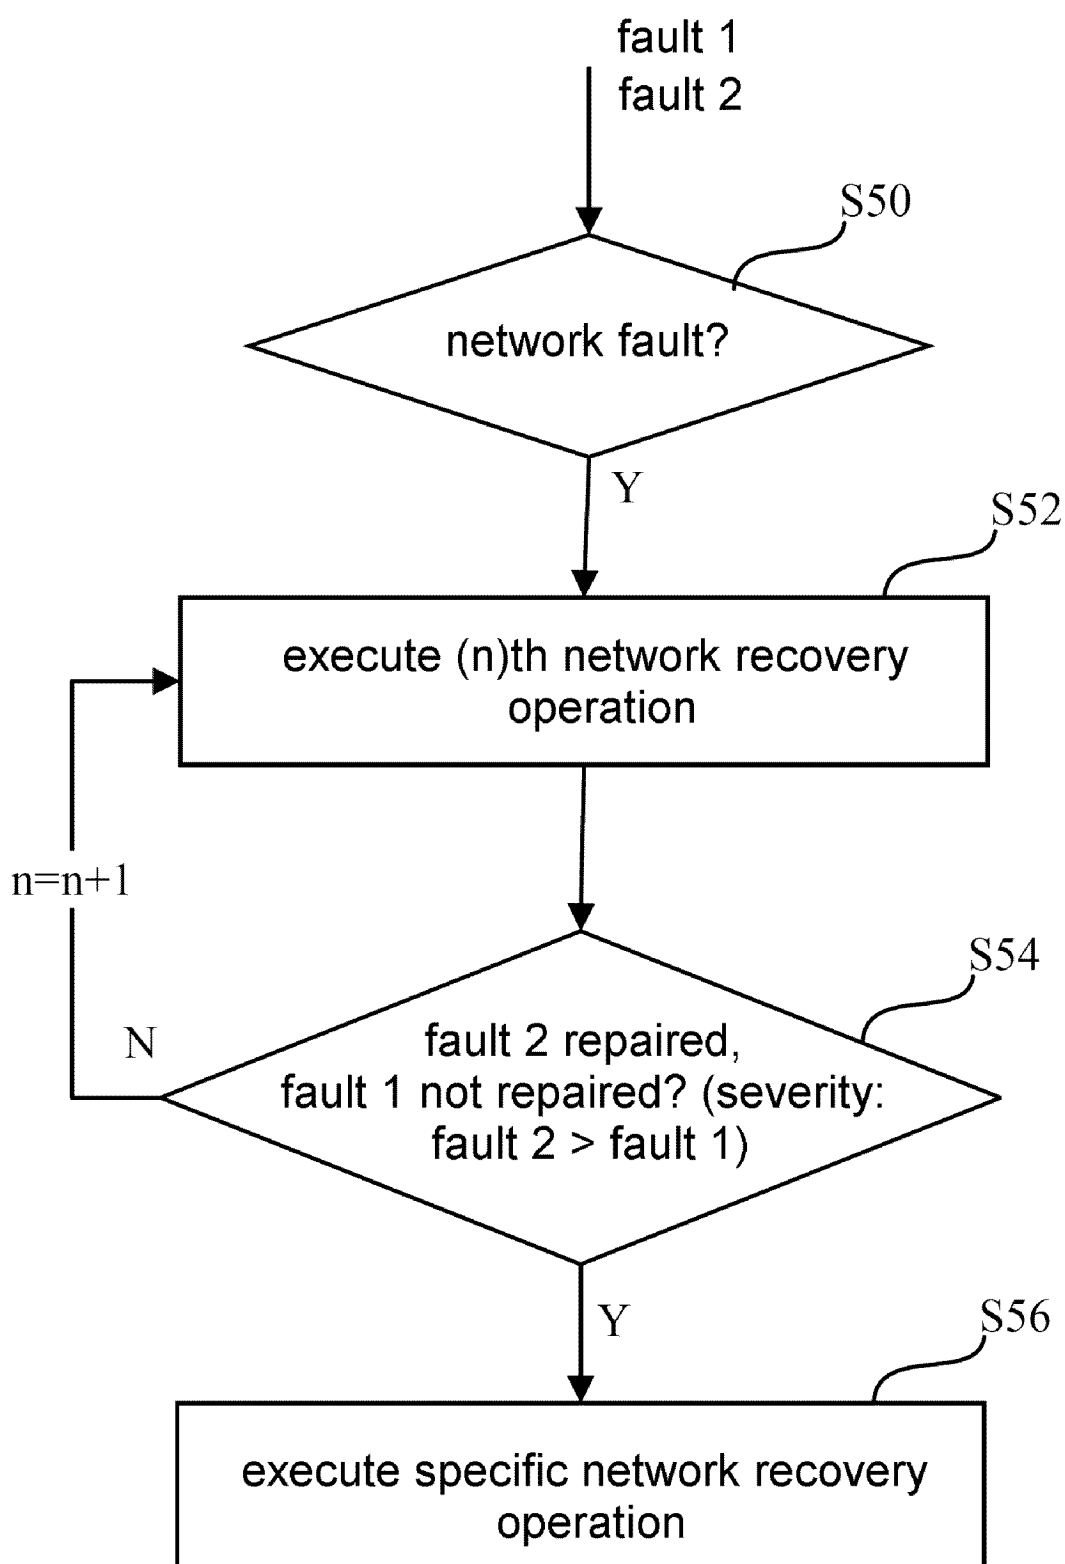 fault 1
fault 2
S50
network fault?
Y
S52
execute (n)th network recovery
operation
n=n+1
S54
N
fault 2 repaired,
fault 1 not repaired? (severity:
fault 2 > fault 1)
Y
S56
execute specific network recovery
operation